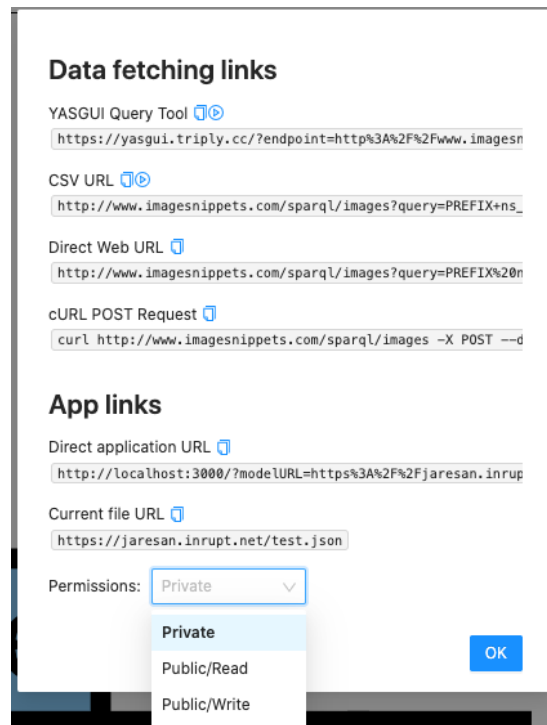 Data fetching links
YASGUI Query Tool
https://yasgui.triply.cc/?endpoint=http%3A%2F%2Fwww.imagesn
CSV URL
http://www.imagesnippets.com/sparql/images?query=PREFIX+ns_
Direct Web URL
http://www.imagesnippets.com/sparql/images?query=PREFIX%20n
cURL POST Request
curl http://www.imagesnippets.com/sparql/images -X POST --d
App links
Direct application URL
http://localhost:3000/?modelURL=https%3A%2F%2Fjaresan.inrup
Current file URL
https://jaresan.inrupt.net/test.json
Permissions: Private
Private
OK
Public/Read
Public/Write